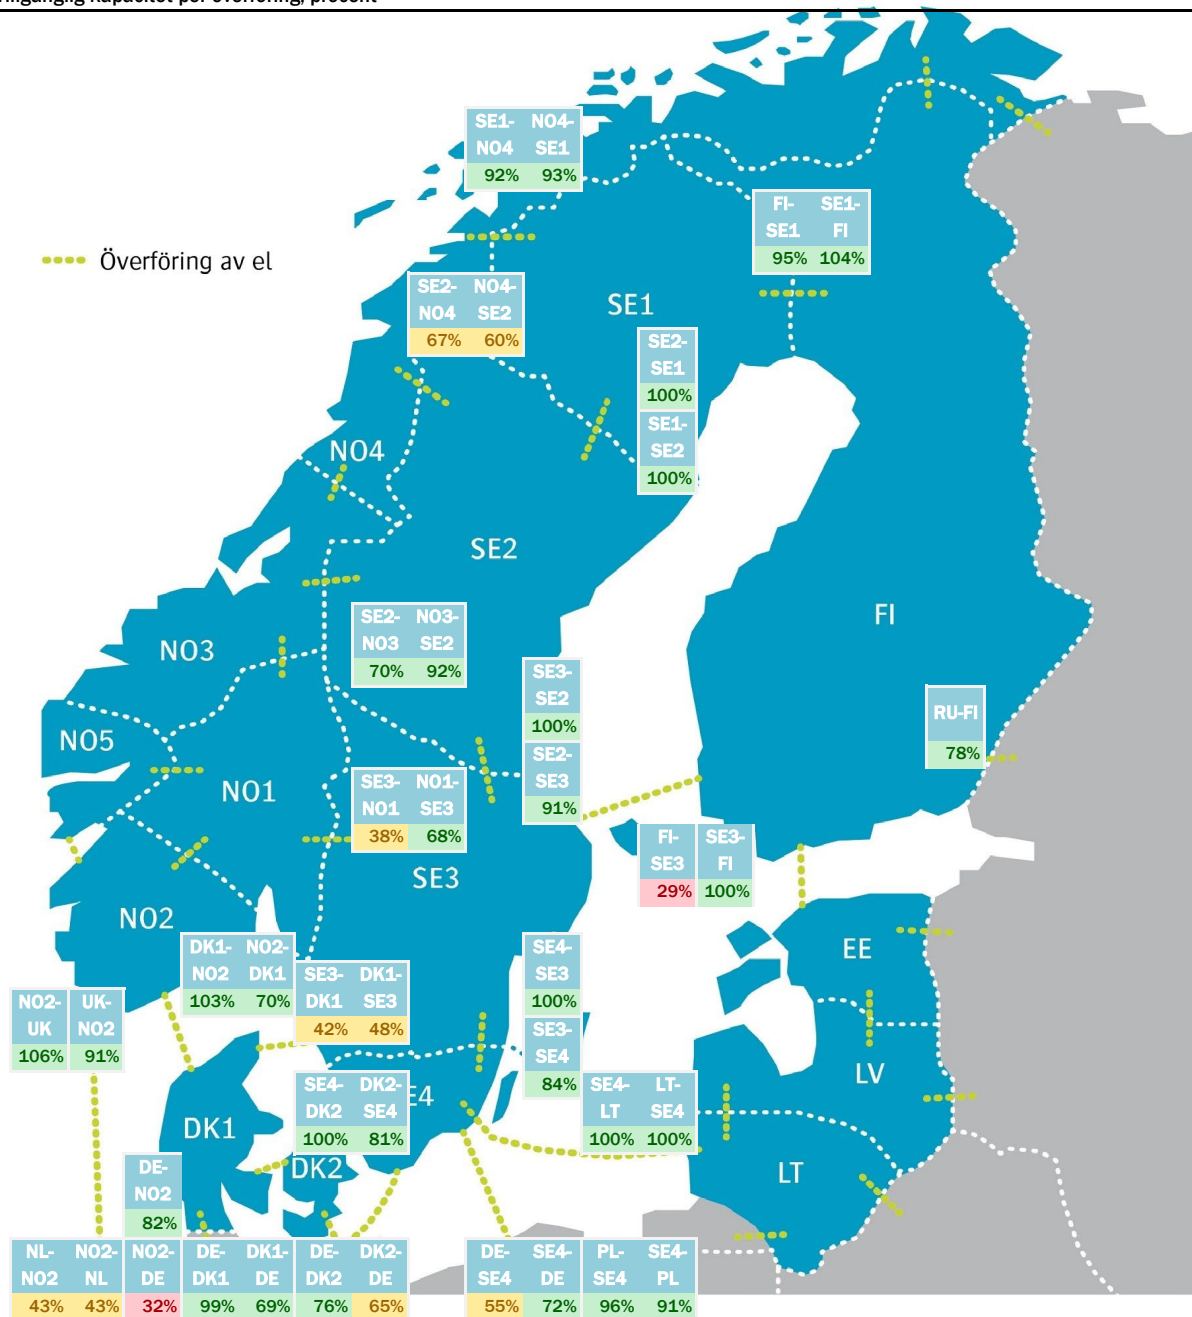 Tillgänglig kapacitet per överföring, procent
SE1- NO4-
NO4 SE1
92% 93%
FI- SE1-
SE1 FI
95% 104%
Överföring av el
SE2- NO4-
NO4 SE2
67% 60%
SE1
SE2-
SE1
100%
SE1-
SE2
100%
NO4
SE2
FI
SE2- NO3-
NO3 SE2
70% 92%
NO3
SE3-
SE2
100%
SE2-
SE3
91%
RU-FI
78%
NO5
NO1
SE3- NO1-
NO1 SE3
38% 68%
SE3
FI- SE3-
SE3 FI
29% 100%
NO2
EE
DK1- NO2-
NO2 DK1
103% 70%
SE3- DK1-
DK1 SE3
42% 48%
SE4-
SE3
100%
SE3-
SE4
84%
NO2- UK-
UK NO2
106% 91%
LV
SE4- DK2-
DK2 SE4
100% 81%
E4
SE4- LT-
LT SE4
100% 100%
DK1
DK2
LT
DE-
NO2
82%
NL- NO2- NO2- DE- DK1- DE- DK2-
NO2 NL DE DK1 DE DK2 DE
43% 43% 32% 99% 69% 76% 65%
DE- SE4- PL- SE4-
SE4 DE SE4 PL
55% 72% 96% 91%